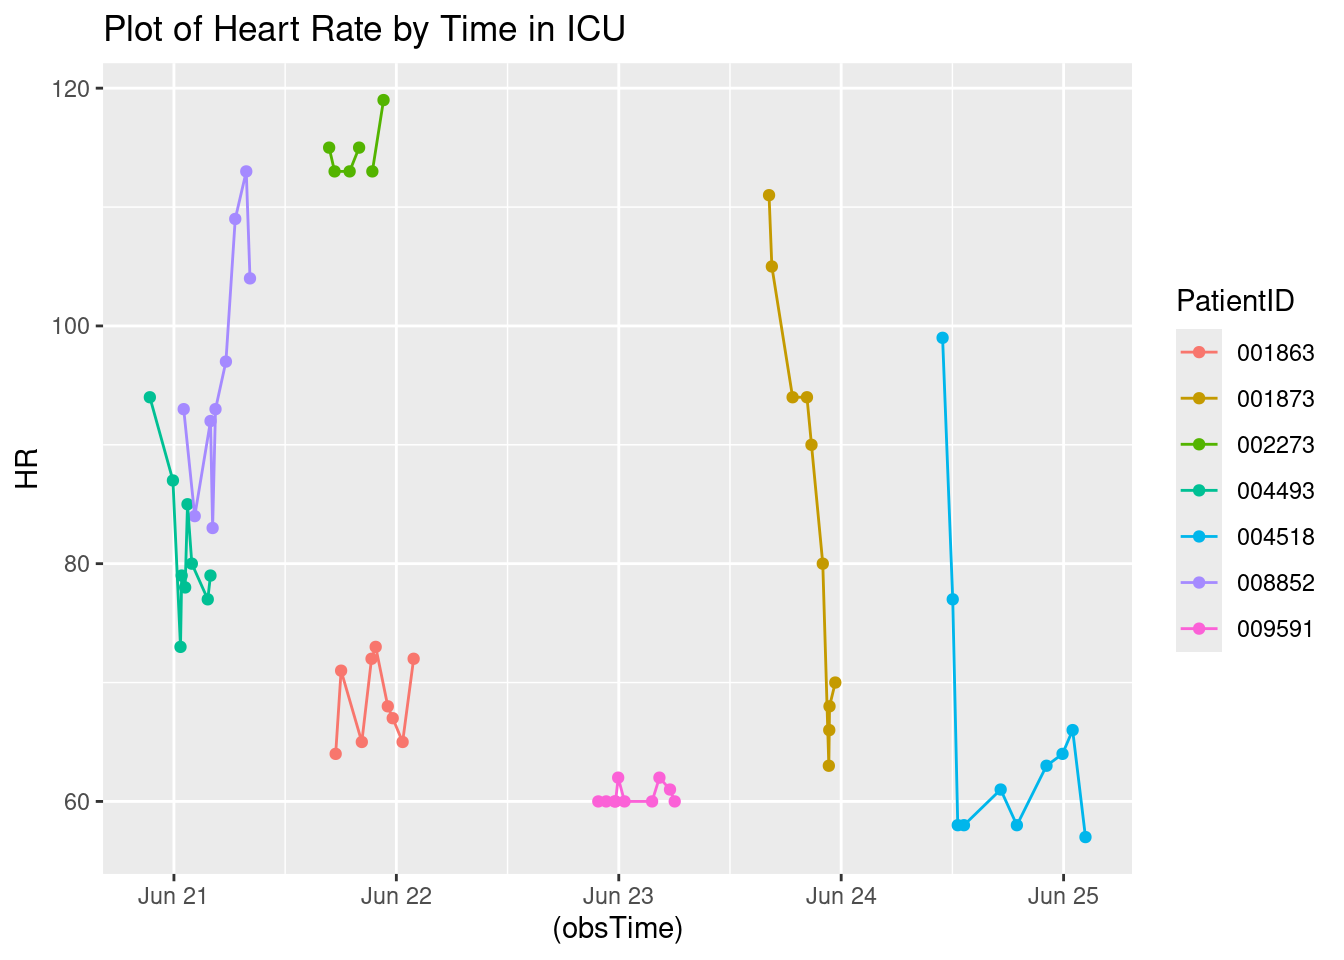 Plot of Heart Rate by Time in ICU
120
100
80
60
HR
Jun 21 Jun 22 Jun 23 Jun 24 Jun 25
(obsTime)
PatientID
001863
001873
002273
004493
004518
008852
009591